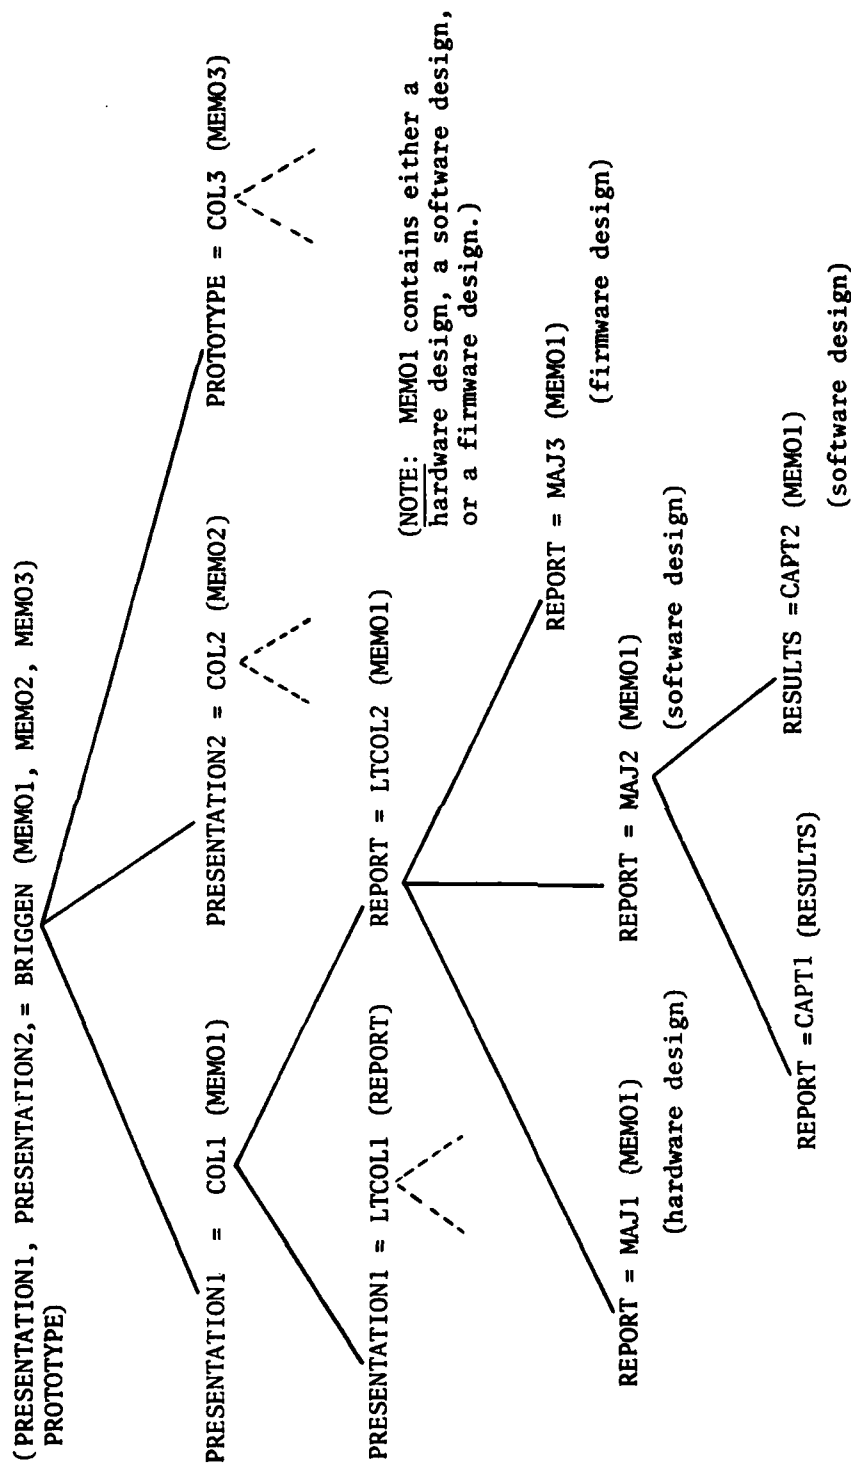 (PRESENTATION1, PRESENTATION2,= BRIGGEN (MEMO1, MEMO2, MEMO3)
PROTOTYPE)
PRESENTATION1 = COL1 (MEMO1)
PRESENTATION2 = COL2 (MEMO2)
PROTOTYPE = COL3 (MEMO3)
PRESENTATION1 = LTCOL1 (REPORT)
REPORT = LTCOL2 (MEMO1)
(NOTE: MEMO1 contains either a
hardware design, a software design,
or a firmware design.)
REPORT = MAJ1 (MEMO1)
(hardware design)
REPORT = MAJ2 (MEMO1)
(software design)
REPORT = MAJ3 (MEMO1)
(firmware design)
REPORT =CAPT1 (RESULTS)
RESULTS =CAPT2 (MEMO1)
(software design)